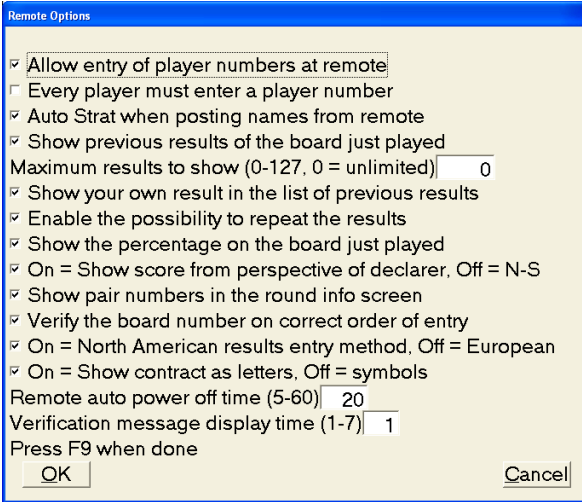 Remote Options
Allow entry of player numbers at remote
Every player must enter a player number
Auto Strat when posting names from remote
Show previous results of the board just played
Maximum results to show (0-127, 0 = unlimited) 0
Show your own result in the list of previous results
Enable the possibility to repeat the results
Show the percentage on the board just played
On = Show score from perspective of declarer, Off = N-S
Show pair numbers in the round info screen
Verify the board number on correct order of entry
On = North American results entry method, Off = European
On = Show contract as letters, Off = symbols
Remote auto power off time (5-60) 20
Verification message display time (1-7) 1
Press F9 when done
OK Cancel